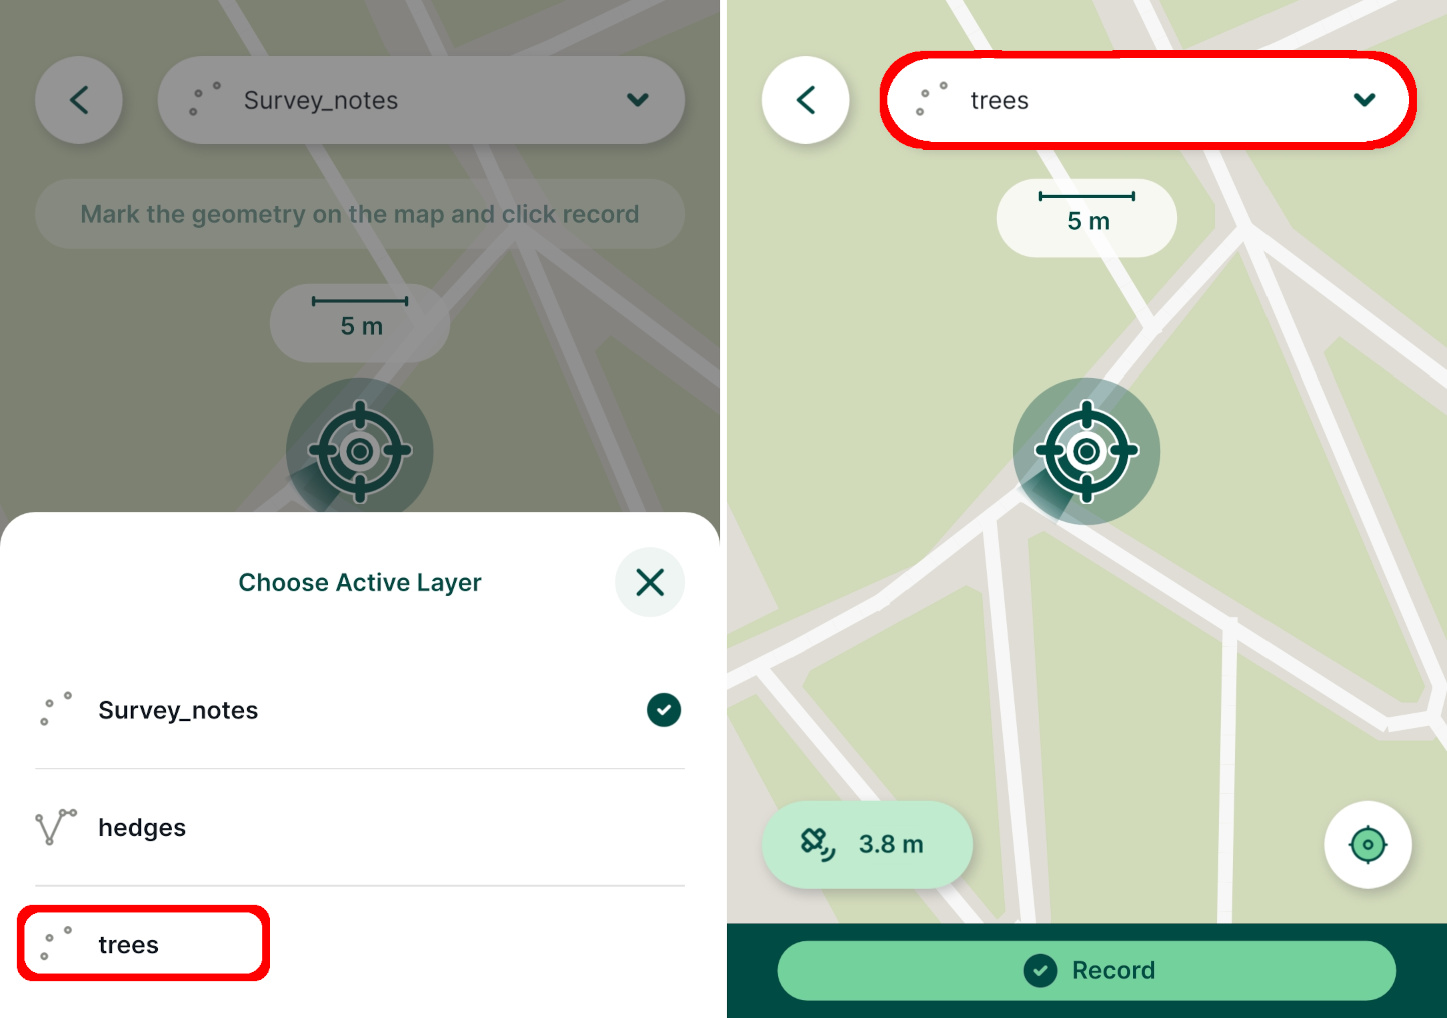 Survey_notes
Mark the geometry on the map and click record
5 m
Choose Active Layer
Survey_notes
hedges
trees
trees
5 m
3.8 m
Record